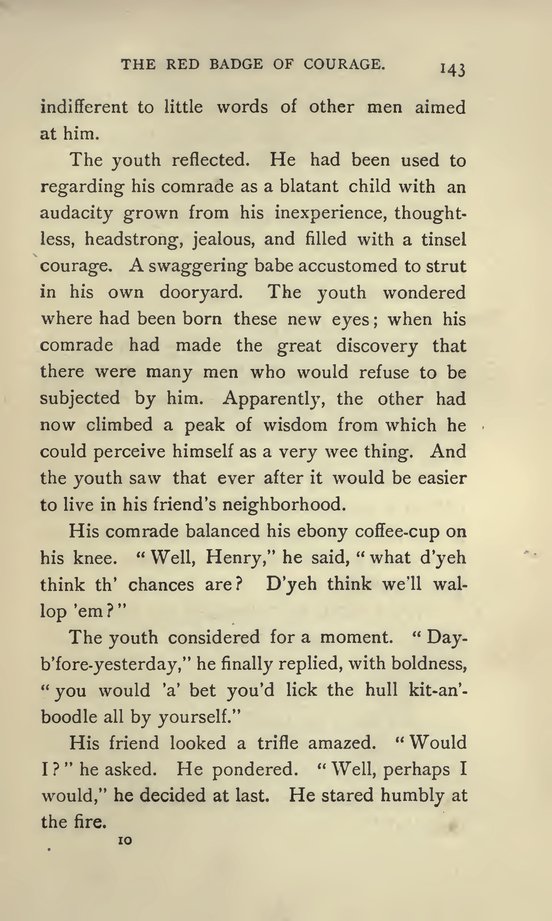 THE RED BADGE OF COURAGE. 143
indifferent to little words of other men aimed
at him.
The youth reflected. He had been used to
regarding his comrade as a blatant child with an
audacity grown from his inexperience, thought-
less, headstrong, jealous, and filled with a tinsel
courage. A swaggering babe accustomed to strut
in his own dooryard. The youth wondered
where had been born these new eyes; when his
comrade had made the great discovery that
there were many men who would refuse to be
subjected by him. Apparently, the other had
now climbed a peak of wisdom from which he
could perceive himself as a very wee thing. And
the youth saw that ever after it would be easier
to live in his friend's neighborhood.
His comrade balanced his ebony coffee-cup on
his knee. "Well, Henry," he said, "what d'yeh
think th' chances are? D'yeh think we'll wal-
lop 'em?"
The youth considered for a moment. "Day-
b'fore-yesterday," he finally replied, with boldness,
"you would 'a' bet you'd lick the hull kit-an'-
boodle all by yourself."
His friend looked a trifle amazed. "Would
I?" he asked. He pondered. "Well, perhaps I
would," he decided at last. He stared humbly at
the fire.
10